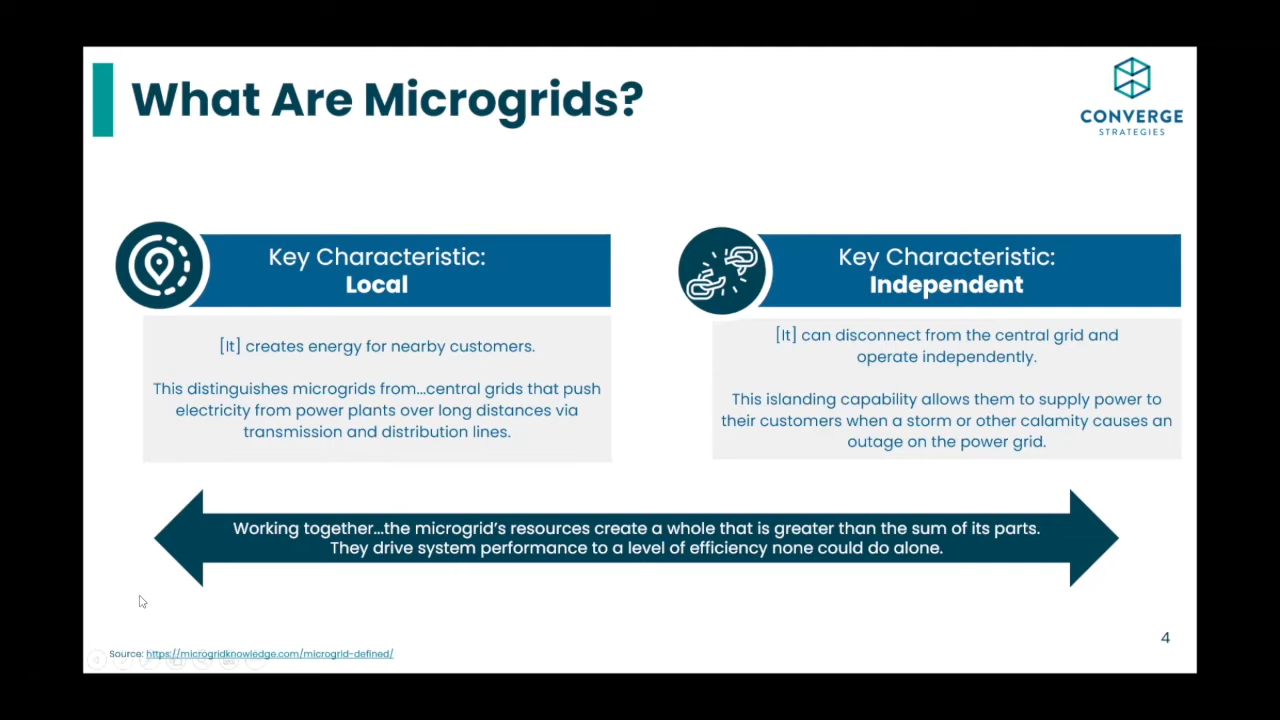 What Are Microgrids?
CONVERGE
STRATEGIES
Key Characteristic:
Local
[It] creates energy for nearby customers.
This distinguishes microgrids from...central grids that push
electricity from power plants over long distances via
transmission and distribution lines.
Key Characteristic:
Independent
[It] can disconnect from the central grid and
operate independently.
This islanding capability allows them to supply power to
their customers when a storm or other calamity causes an
outage on the power grid.
Working together...the microgrid's resources create a whole that is greater than the sum of its parts.
They drive system performance to a level of efficiency none could do alone.
4
Source: https://microgridknowledge.com/microgrid-defined/